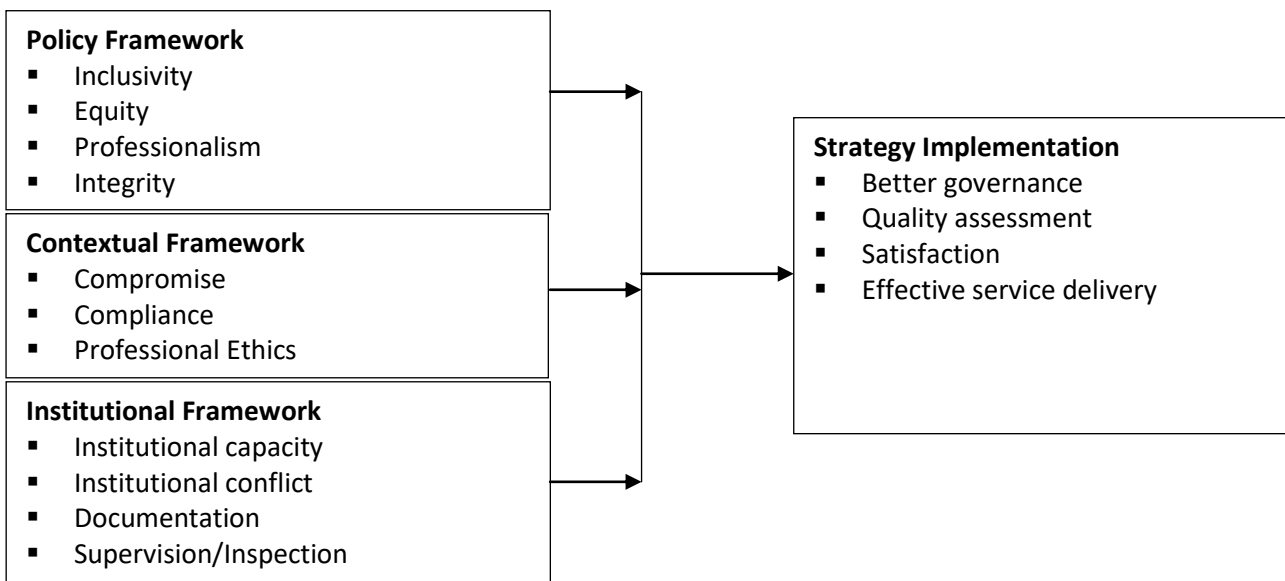 Policy Framework
▪ Inclusivity
▪ Equity
▪ Professionalism
▪ Integrity
Contextual Framework
▪ Compromise
▪ Compliance
▪ Professional Ethics
Institutional Framework
▪ Institutional capacity
▪ Institutional conflict
▪ Documentation
▪ Supervision/Inspection
Strategy Implementation
▪ Better governance
▪ Quality assessment
▪ Satisfaction
▪ Effective service delivery